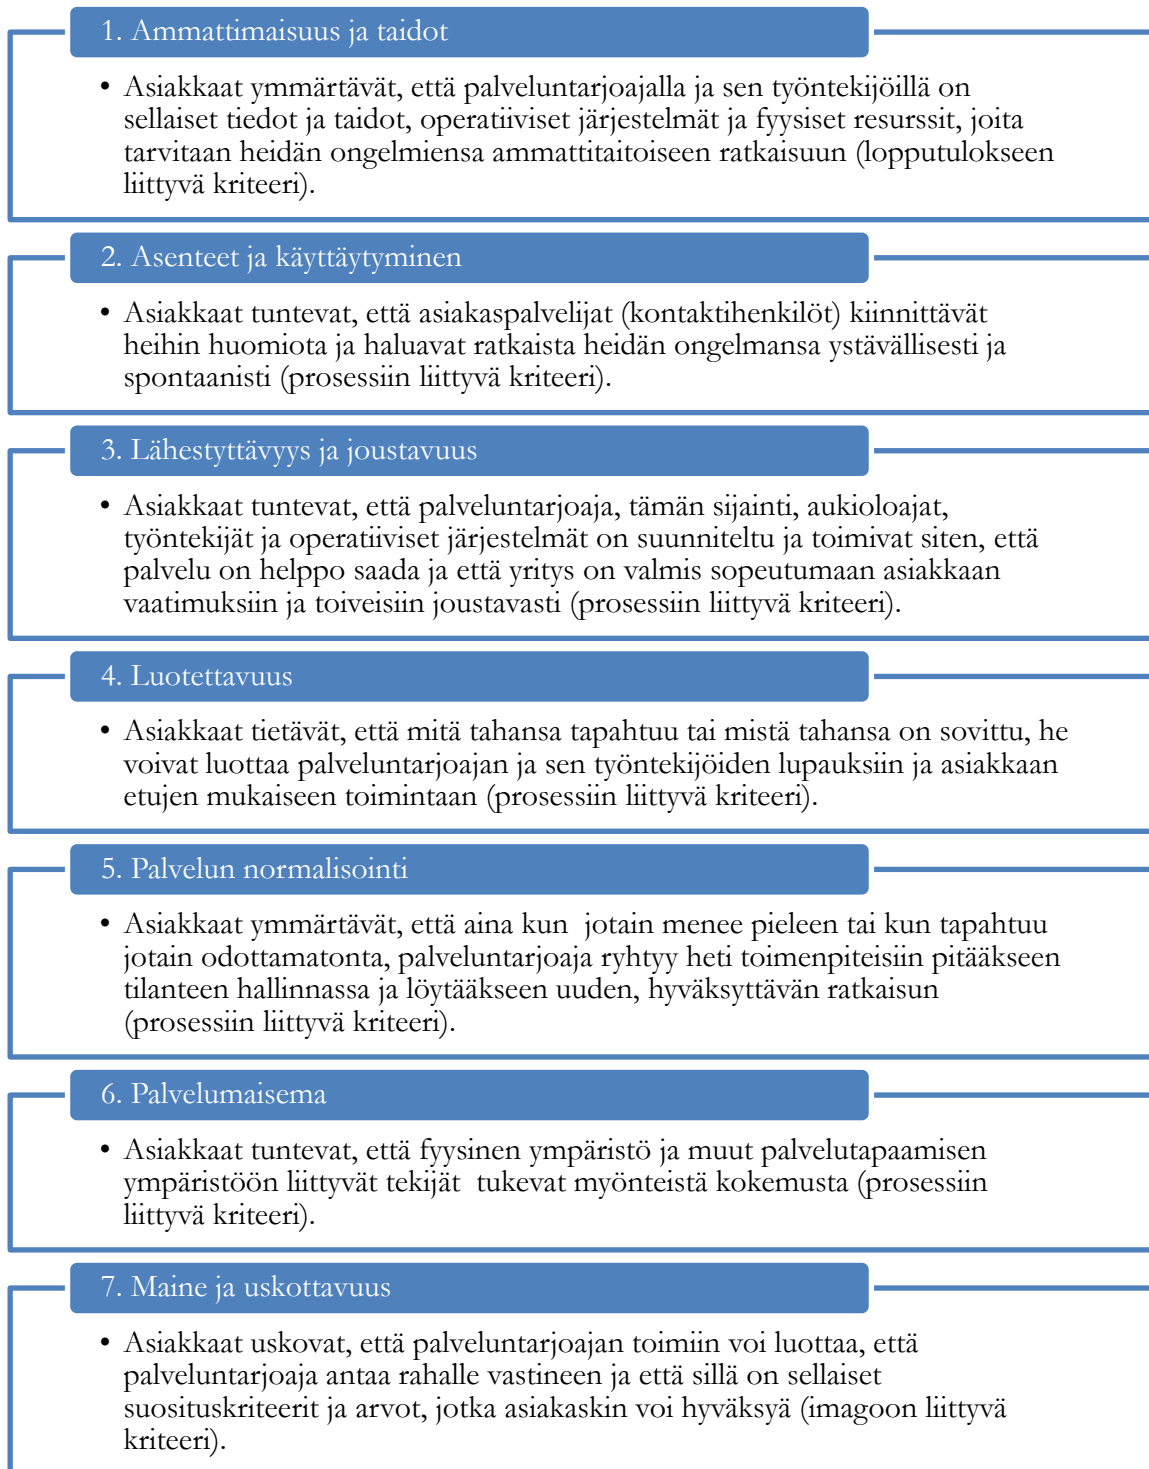 1. Ammattimaisuus ja taidot
• Asiakkaat ymmärtävät, että palveluntarjoajalla ja sen työntekijöillä on
sellaiset tiedot ja taidot, operatiiviset järjestelmät ja fyysiset resurssit, joita
tarvitaan heidän ongelmiensa ammattitaitoiseen ratkaisuun (lopputulokseen
liittyvä kriteeri).
2. Asenteet ja käyttäytyminen
• Asiakkaat tuntevat, että asiakaspalvelijat (kontaktihenkilöt) kiinnittävät
heihin huomiota ja haluavat ratkaista heidän ongelmansa ystävällisesti ja
spontaanisti (prosessiin liittyvä kriteeri).
3. Lähestyttävyys ja joustavuus
• Asiakkaat tuntevat, että palveluntarjoaja, tämän sijainti, aukioloajat,
työntekijät ja operatiiviset järjestelmät on suunniteltu ja toimivat siten, että
palvelu on helppo saada ja että yritys on valmis sopeutumaan asiakkaan
vaatimuksiin ja toiveisiin joustavasti (prosessiin liittyvä kriteeri).
4. Luotettavuus
• Asiakkaat tietävät, että mitä tahansa tapahtuu tai mistä tahansa on sovittu, he
voivat luottaa palveluntarjoajan ja sen työntekijöiden lupauksiin ja asiakkaan
etujen mukaiseen toimintaan (prosessiin liittyvä kriteeri).
5. Palvelun normalisointi
• Asiakkaat ymmärtävät, että aina kun jotain menee pieleen tai kun tapahtuu
jotain odottamatonta, palveluntarjoaja ryhtyy heti toimenpiteisiin pitääkseen
tilanteen hallinnassa ja löytääkseen uuden, hyväksyttävän ratkaisun
(prosessiin liittyvä kriteeri).
6. Palvelumaisema
• Asiakkaat tuntevat, että fyysinen ympäristö ja muut palvelutapaamisen
ympäristöön liittyvät tekijät tukevat myönteistä kokemusta (prosessiin
liittyvä kriteeri).
7. Maine ja uskottavuus
• Asiakkaat uskovat, että palveluntarjoajan toimiin voi luottaa, että
palveluntarjoaja antaa rahalle vastineen ja että sillä on sellaiset
suosituskriteerit ja arvot, jotka asiakaskin voi hyväksyä (imagoon liittyvä
kriteeri).